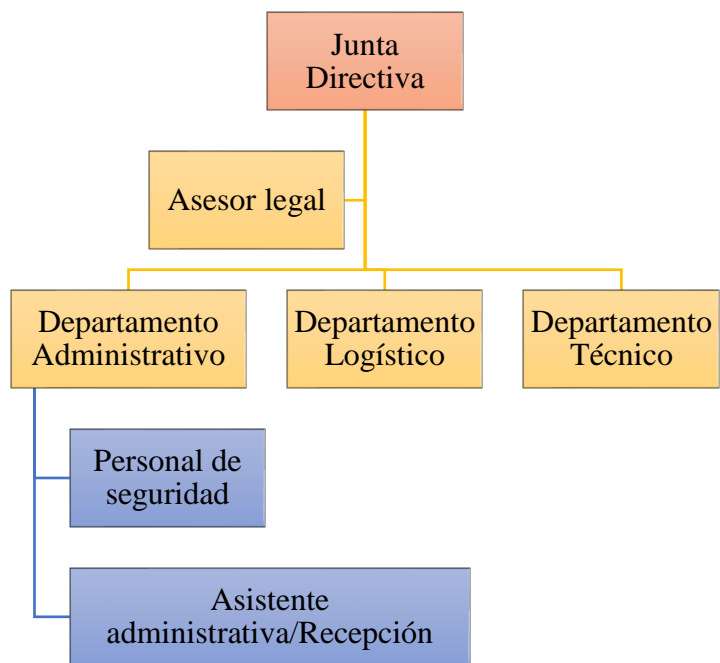 Junta
Directiva
Asesor legal
Departamento
Administrativo
Departamento
Logístico
Departamento
Técnico
Personal de
seguridad
Asistente
administrativa/Recepción